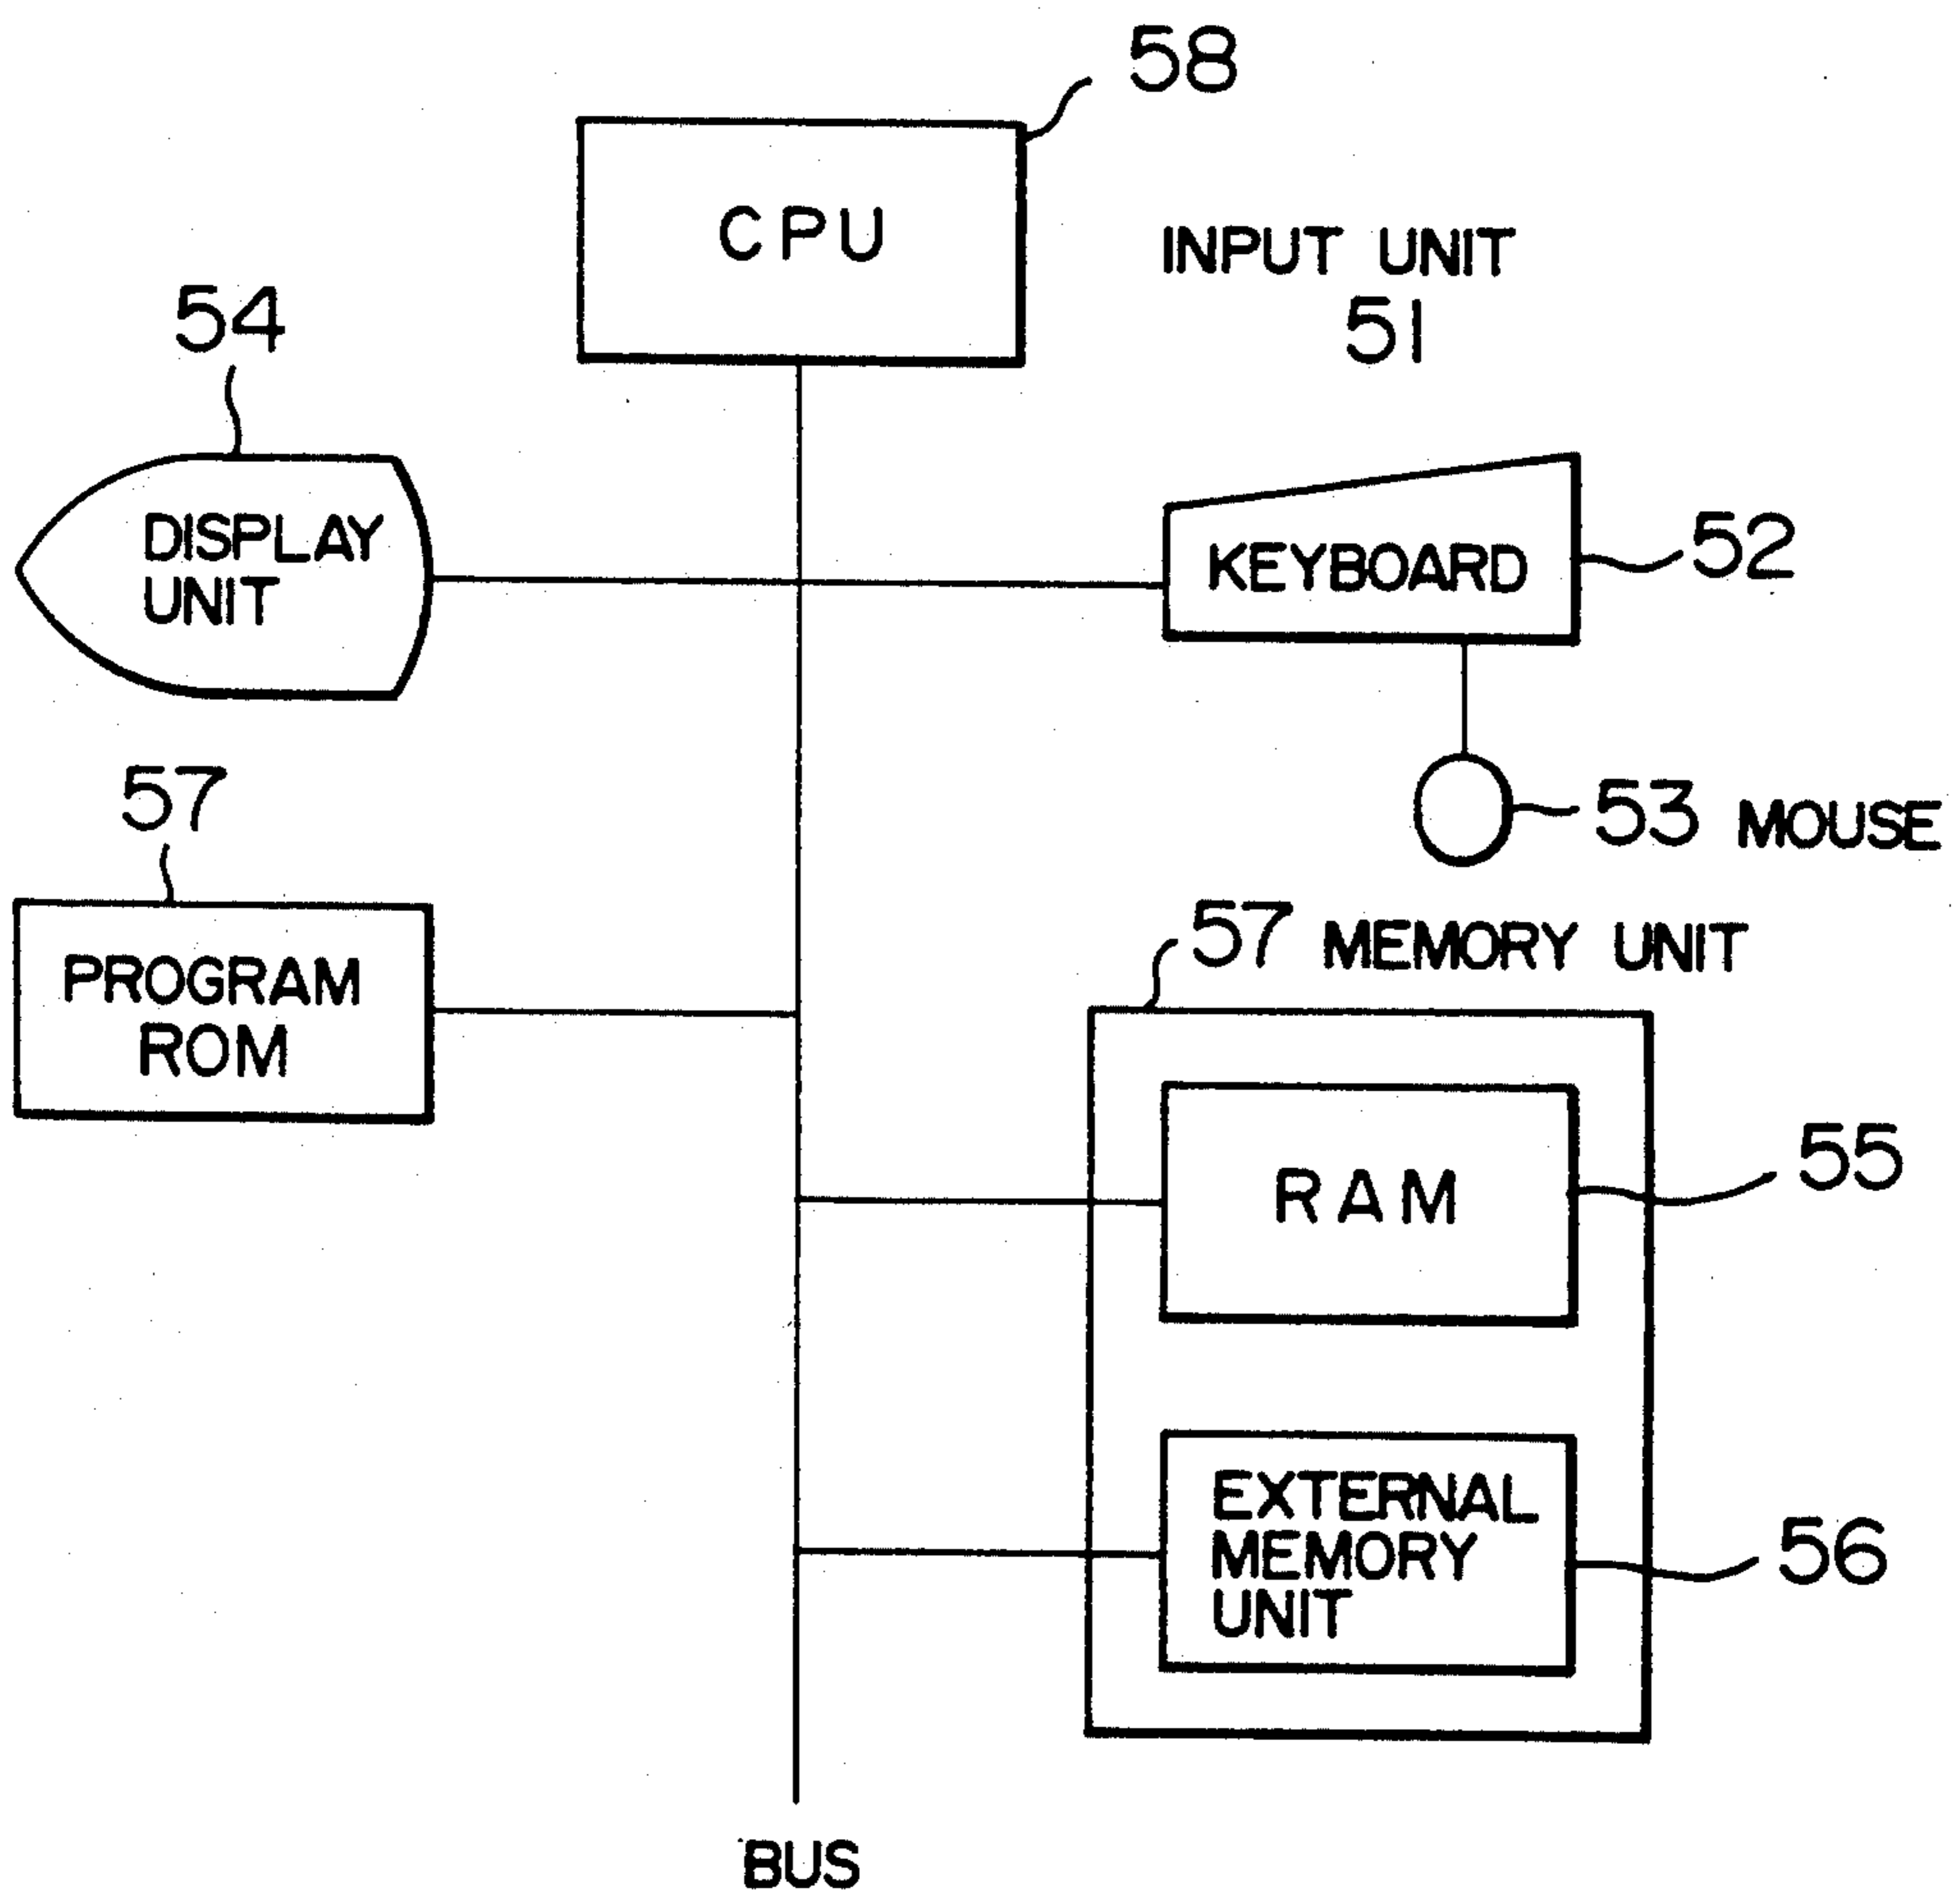 58
CPU
INPUT UNIT
51
54
DISPLAY
UNIT
KEYBOARD
52
53 MOUSE
57
PROGRAM
ROM
57 MEMORY UNIT
RAM
55
EXTERNAL
MEMORY
UNIT
56
BUS